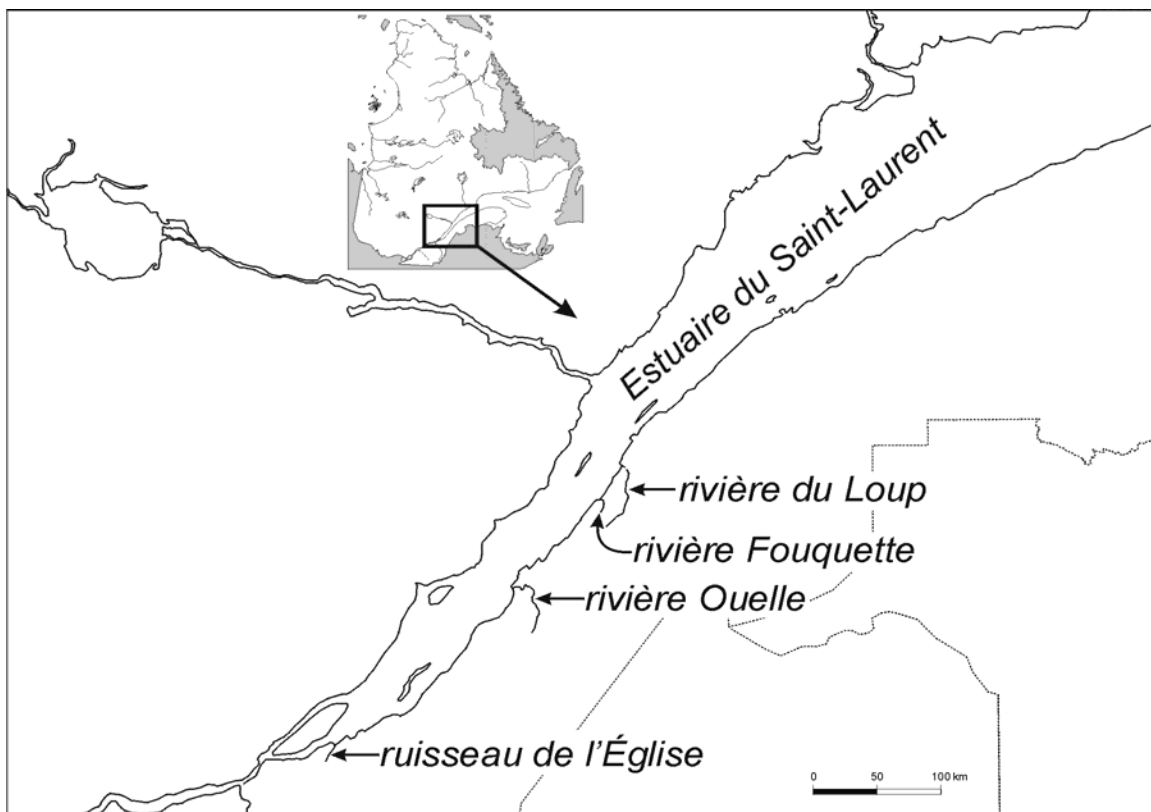 Estuaire du Saint-Laurent
rivière du Loup
rivière Fouquette
rivière Ouelle
ruisseau de l'Église
0 50 100 km